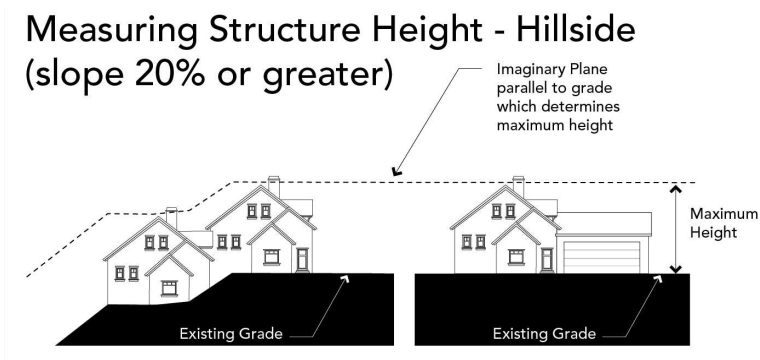 Measuring Structure Height - Hillside
(slope 20% or greater)
Imaginary Plane
parallel to grade
which determines
maximum height
Maximum
Height
Existing Grade
Existing Grade